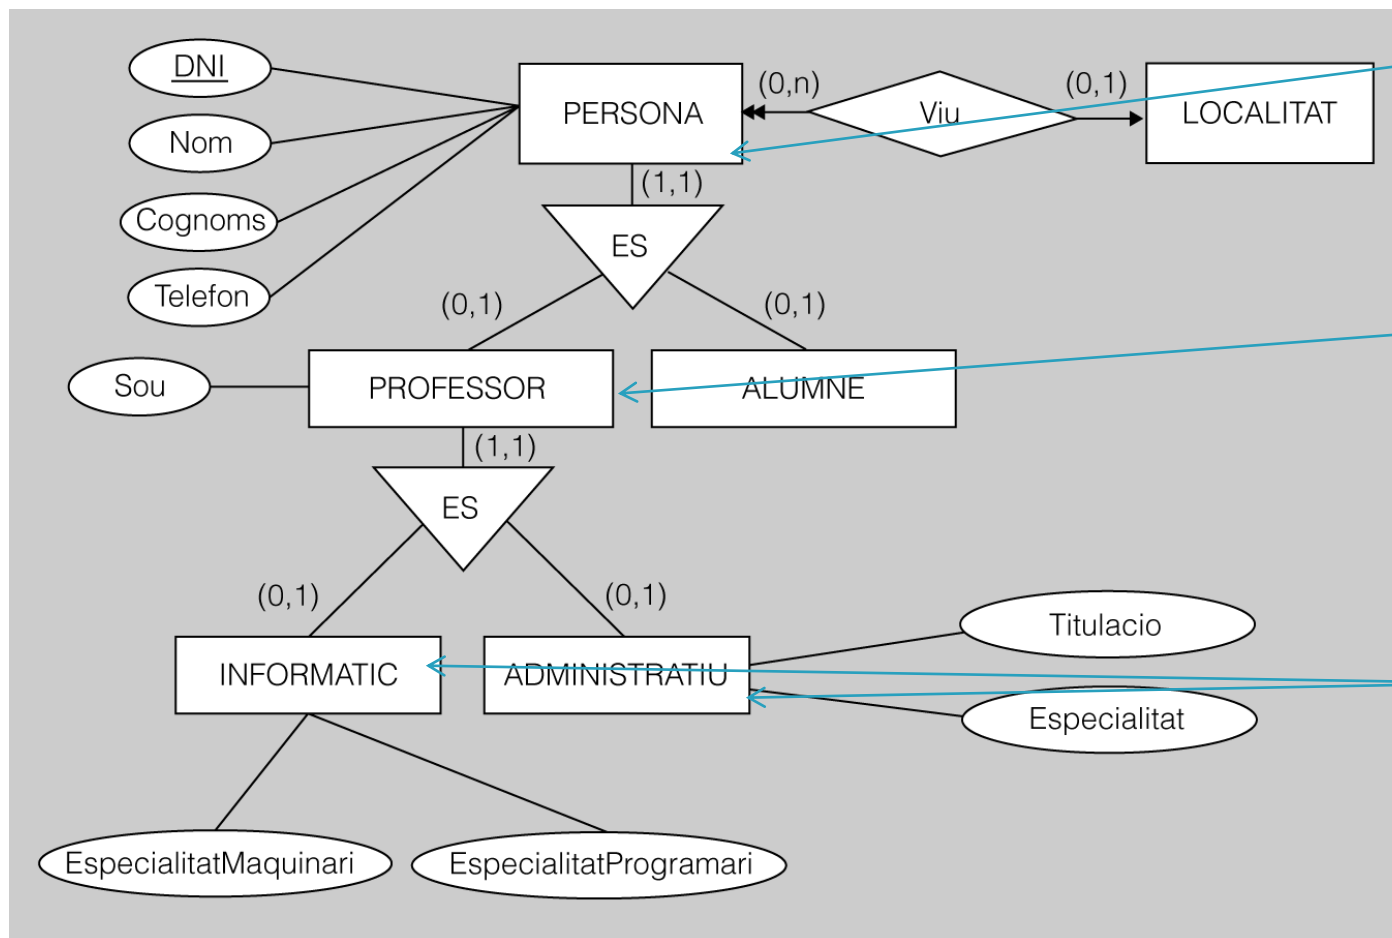 DNI
PERSONA
(0,n)
Viu
(0,1)
LOCALITAT
Nom
(1,1)
Cognoms
ES
Telefon
(0,1)
(0,1)
Sou
PROFESSOR
ALUMNE
(1,1)
ES
(0,1)
(0,1)
Titulacio
INFORMATIC
ADMINISTRATIU
Especialitat
EspecialitatMaquinari
EspecialitatProgramari